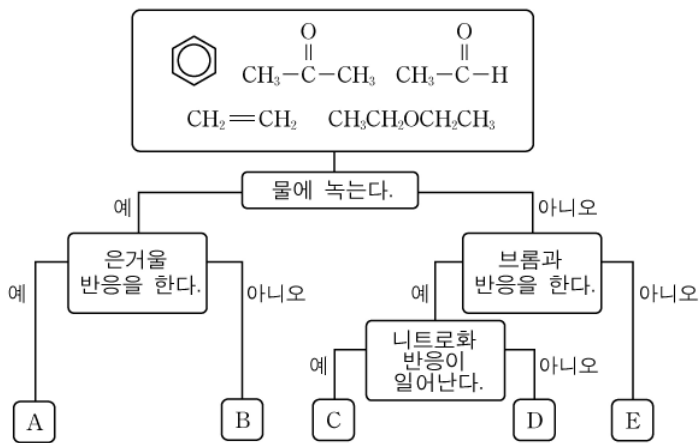 O
O
CH₃−C−CH₃
CH₃−C−H
CH₂=CH₂
CH₃CH₂OCH₂CH₃
물에 녹는다.
예
아니오
은거울
반응을 한다.
브롬과
반응을 한다.
예
아니오
예
아니오
니트로화
반응이
일어난다.
예
아니오
A
B
C
D
E